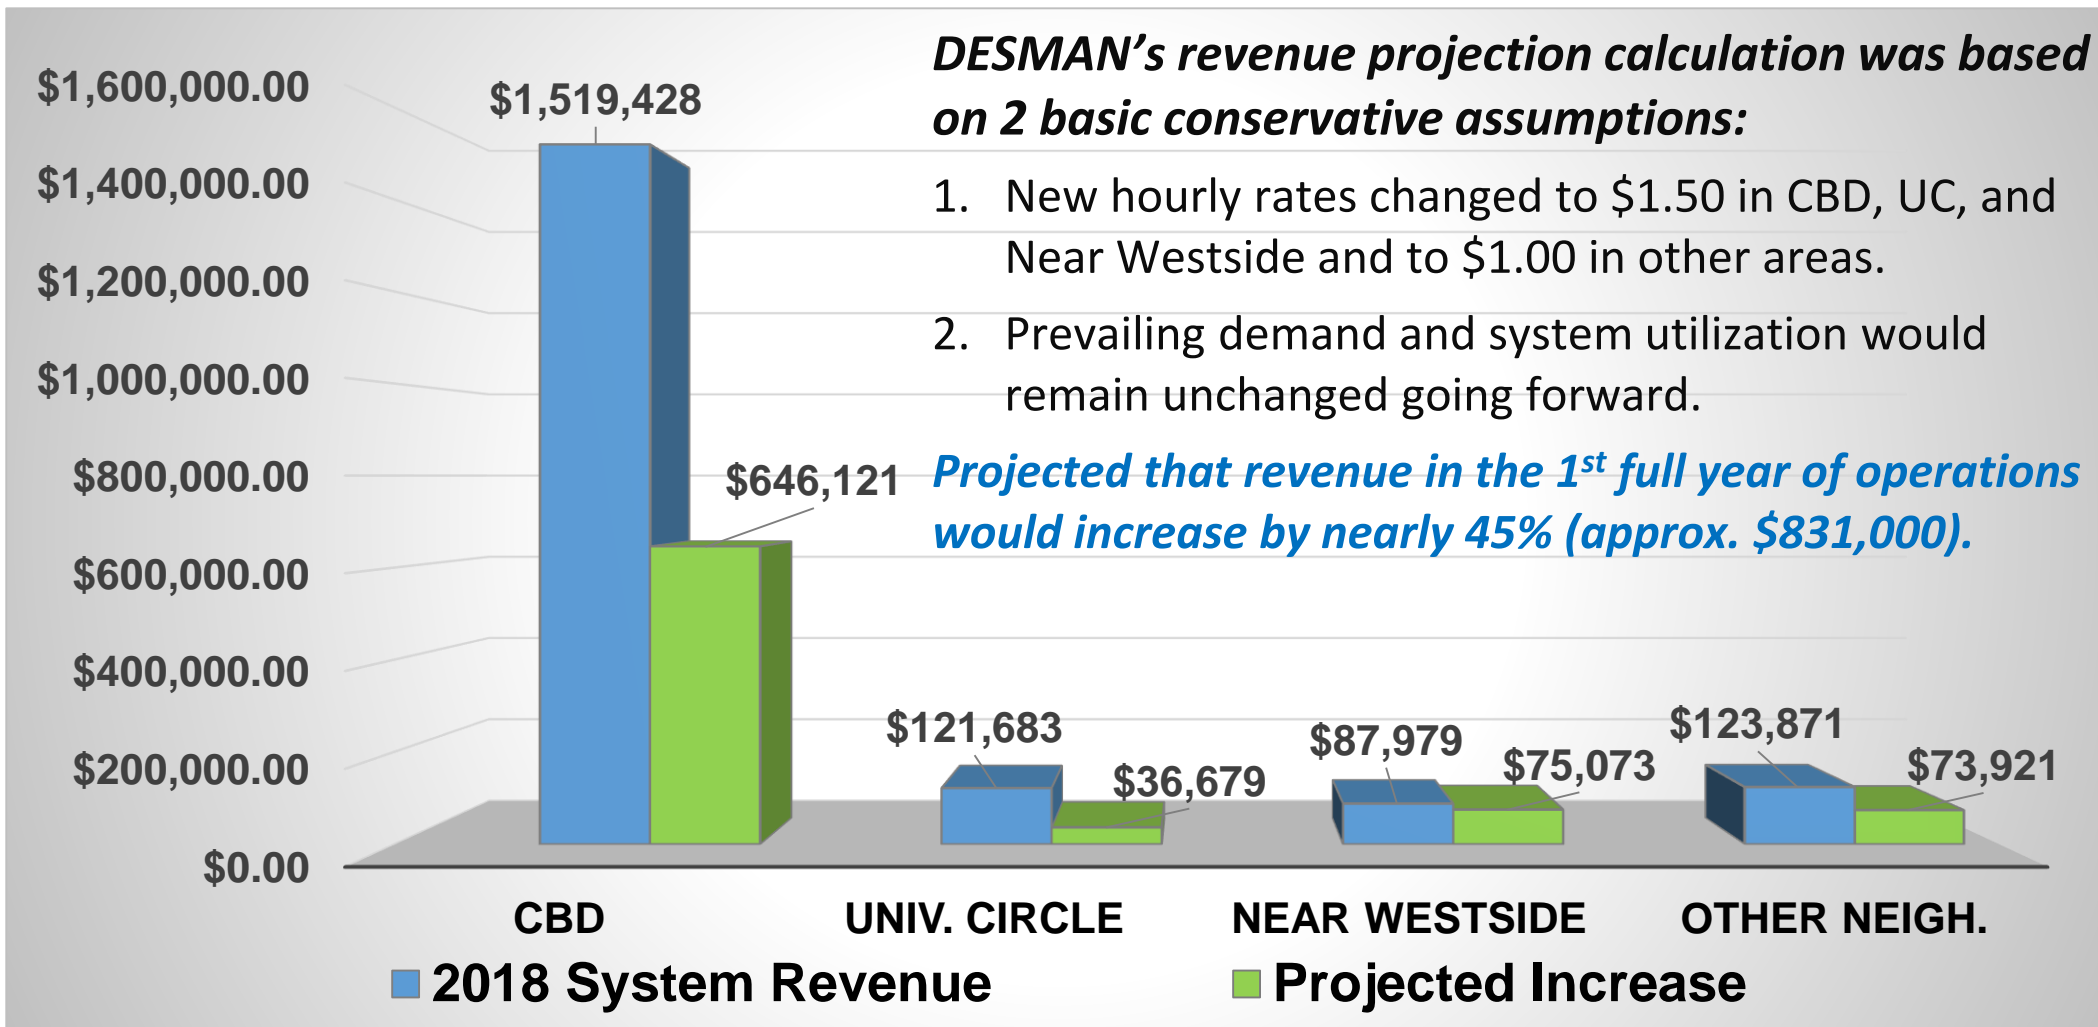 DESMAN’s revenue projection calculation was based
on 2 basic conservative assumptions:
1. New hourly rates changed to $1.50 in CBD, UC, and
Near Westside and to $1.00 in other areas.
2. Prevailing demand and system utilization would
remain unchanged going forward.
Projected that revenue in the 1st full year of operations
would increase by nearly 45% (approx. $831,000).
$1,600,000.00
$1,400,000.00
$1,200,000.00
$1,000,000.00
$800,000.00
$600,000.00
$400,000.00
$200,000.00
$0.00
$1,519,428
$646,121
$121,683
$36,679
$87,979
$75,073
$123,871
$73,921
CBD
UNIV. CIRCLE
NEAR WESTSIDE
OTHER NEIGH.
2018 System Revenue
Projected Increase